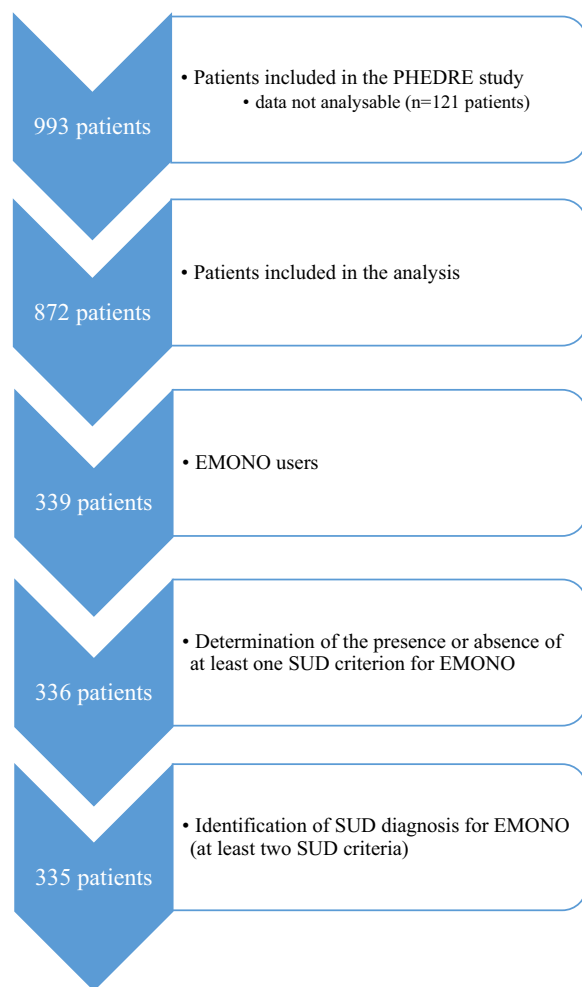 993 patients
• Patients included in the PHEDRE study
• data not analysable (n=121 patients)
872 patients
• Patients included in the analysis
339 patients
• EMONO users
336 patients
• Determination of the presence or absence of
at least one SUD criterion for EMONO
335 patients
• Identification of SUD diagnosis for EMONO
(at least two SUD criteria)